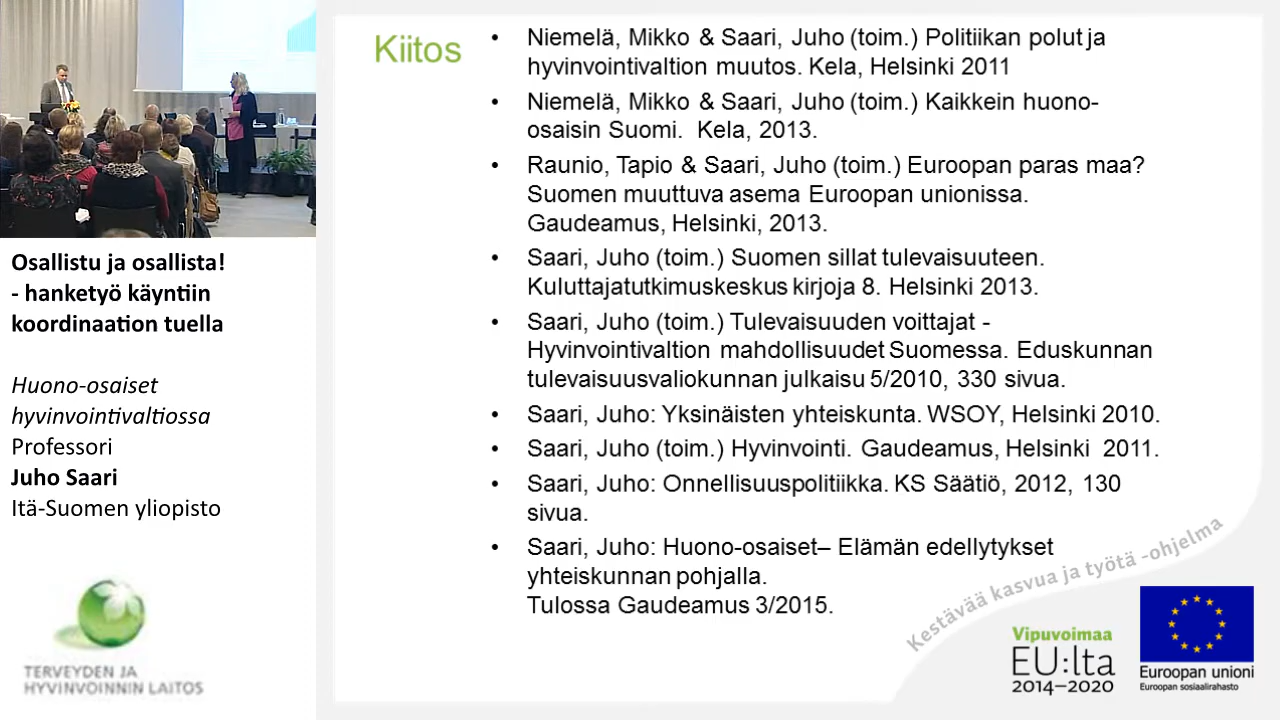 Osallistu ja osallista!
- hanketyö käyntiin
koordinaation tuella
Huono-osaiset
hyvinvointivaltiossa
Professori
Juho Saari
Itä-Suomen yliopisto
TERVEYDEN JA
HYVINVOINNIN LAITOS
Kiitos
• Niemelä, Mikko & Saari, Juho (toim.) Politiikan polut ja
hyvinvointivaltion muutos. Kela, Helsinki 2011
• Niemelä, Mikko & Saari, Juho (toim.) Kaikkein huono-
osaisin Suomi. Kela, 2013.
• Raunio, Tapio & Saari, Juho (toim.) Euroopan paras maa?
Suomen muuttuva asema Euroopan unionissa.
Gaudeamus, Helsinki, 2013.
• Saari, Juho (toim.) Suomen sillat tulevaisuuteen.
Kuluttajatutkimuskeskus kirjoja 8. Helsinki 2013.
• Saari, Juho (toim.) Tulevaisuuden voittajat -
Hyvinvointivaltion mahdollisuudet Suomessa. Eduskunnan
tulevaisuusvaliokunnan julkaisu 5/2010, 330 sivua.
• Saari, Juho: Yksinäisten yhteiskunta. WSOY, Helsinki 2010.
• Saari, Juho (toim.) Hyvinvointi. Gaudeamus, Helsinki 2011.
• Saari, Juho: Onnellisuuspolitiikka. KS Säätiö, 2012, 130
sivua.
• Saari, Juho: Huono-osaiset– Elämän edellytykset
yhteiskunnan pohjalla.
Tulossa Gaudeamus 3/2015.
Kestävää kasvua ja työtä -ohjelma
Vipuvoimaa
EU:lta
2014–2020
Euroopan unioni
Euroopan sosiaalirahasto